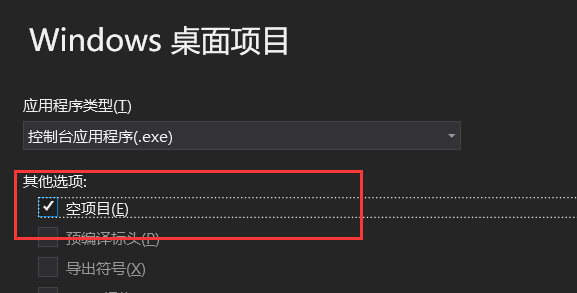 Windows 桌面项目
应用程序类型(T)
控制台应用程序(.exe)
其他选项:
空项目(E)
预编译标头(P)
导出符号(X)